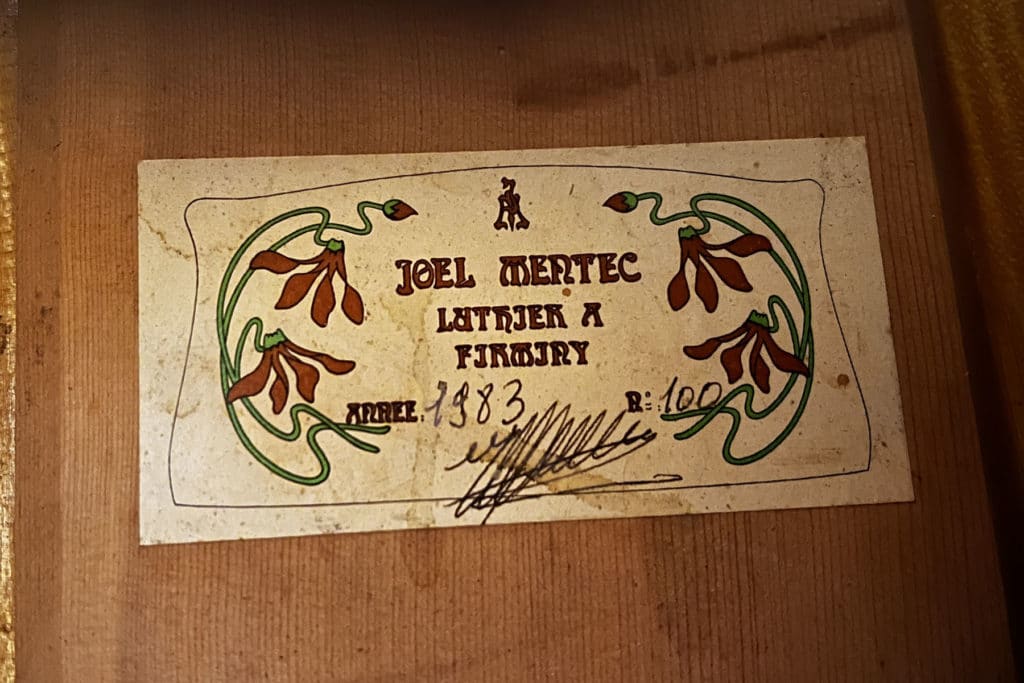 JOEL MENTEC
LUTHIER A
FIRMINY
ANNEE: 1983 N°: 100